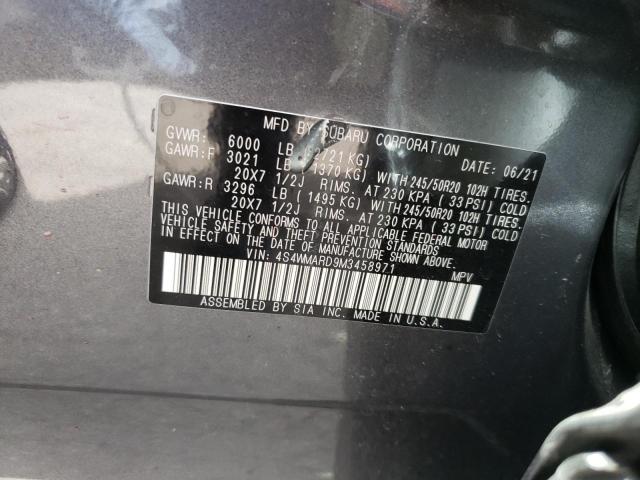 MFD BY SUBARU CORPORATION
GVWR: 6000 LB (2721 KG) DATE: 06/21
GAWR:F 3021 LB (1370 KG) WITH 245/50R20 102H TIRES.
20X7 1/2J RIMS. AT 230 KPA (33 PSI) COLD
GAWR:R 3296 LB (1495 KG) WITH 245/50R20 102H TIRES.
20X7 1/2J RIMS. AT 230 KPA (33 PSI) COLD
THIS VEHICLE CONFORMS TO ALL APPLICABLE FEDERAL MOTOR
VEHICLE SAFETY AND BUMPER STANDARDS
IN EFFECT ON THE DATE OF MANUFACTURE SHOWN ABOVE.
VIN: 4S4WMARD9M3458971 MPV
ASSEMBLED BY SIA INC. MADE IN U.S.A.